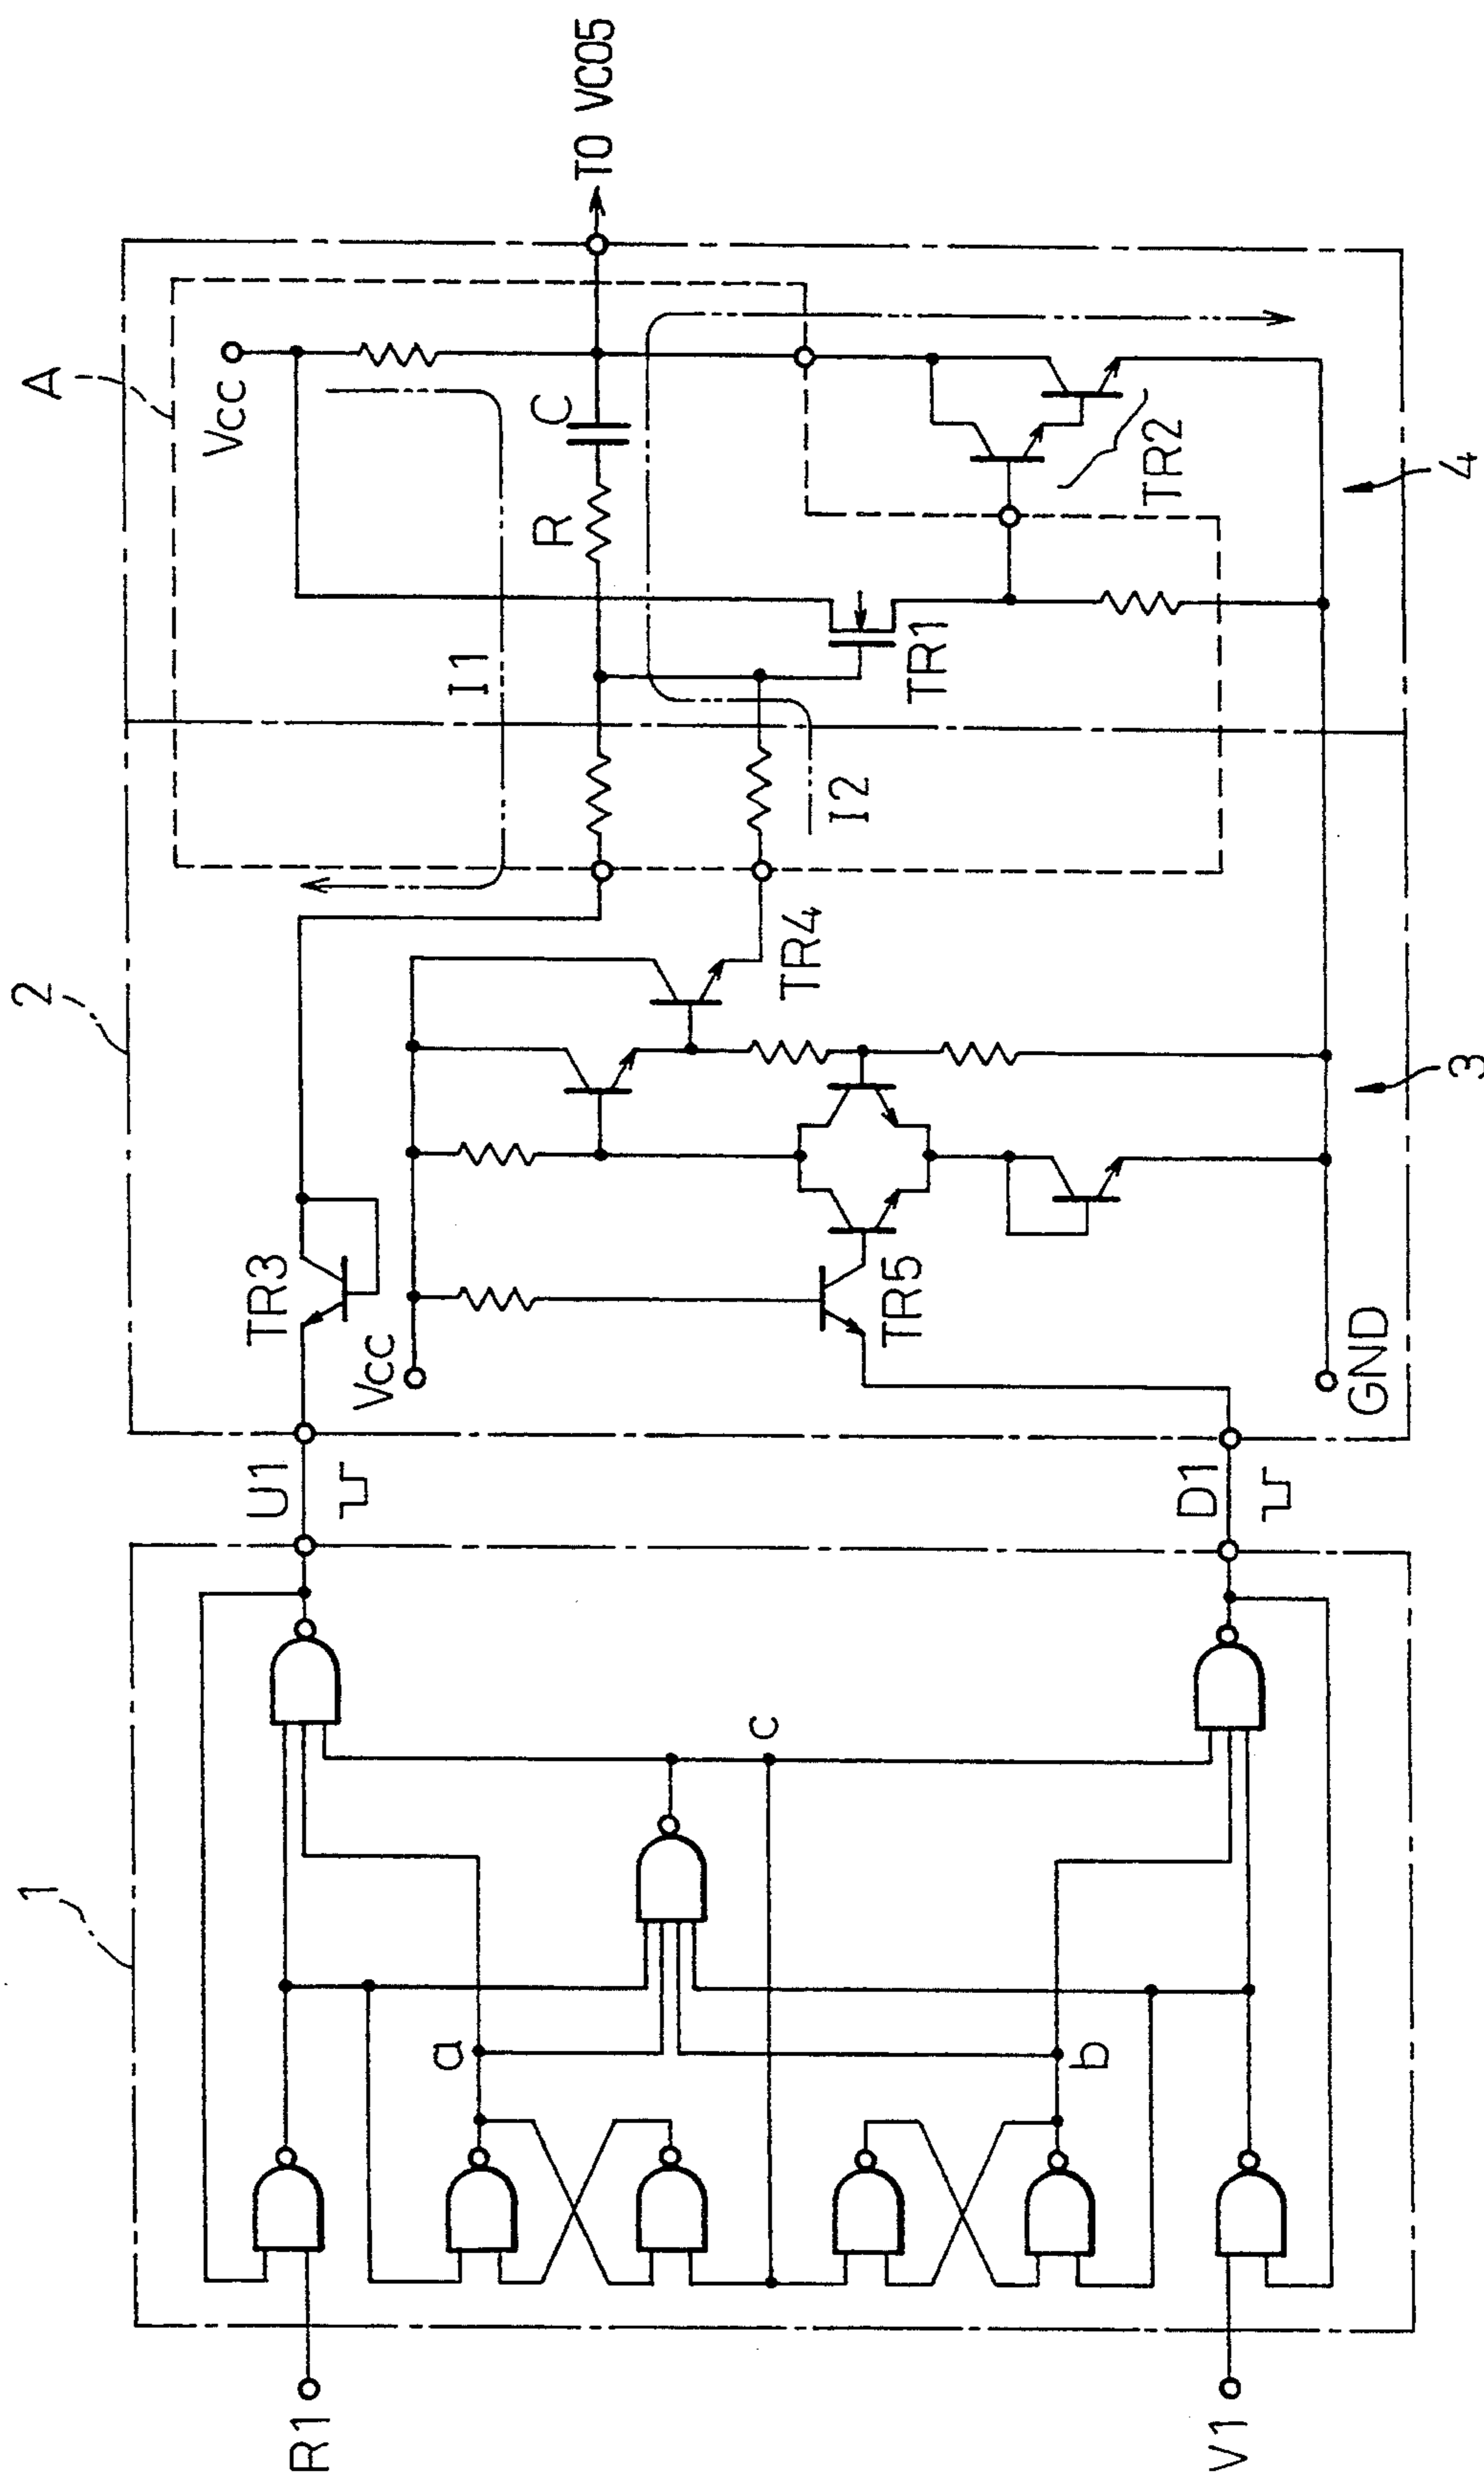 1
2
A
R1
V1
a
b
c
U1
D1
TR3
Vcc
TR5
TR4
GND
3
I1
I2
Vcc
R
C
TR1
TR2
4
TO VCO5